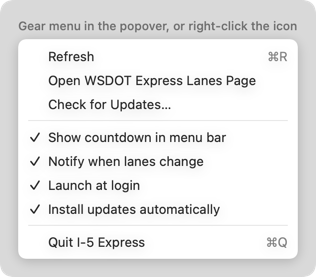 Gear menu in the popover, or right-click the icon
Refresh ⌘R
Open WSDOT Express Lanes Page
Check for Updates...
✓ Show countdown in menu bar
✓ Notify when lanes change
✓ Launch at login
✓ Install updates automatically
Quit I-5 Express ⌘Q